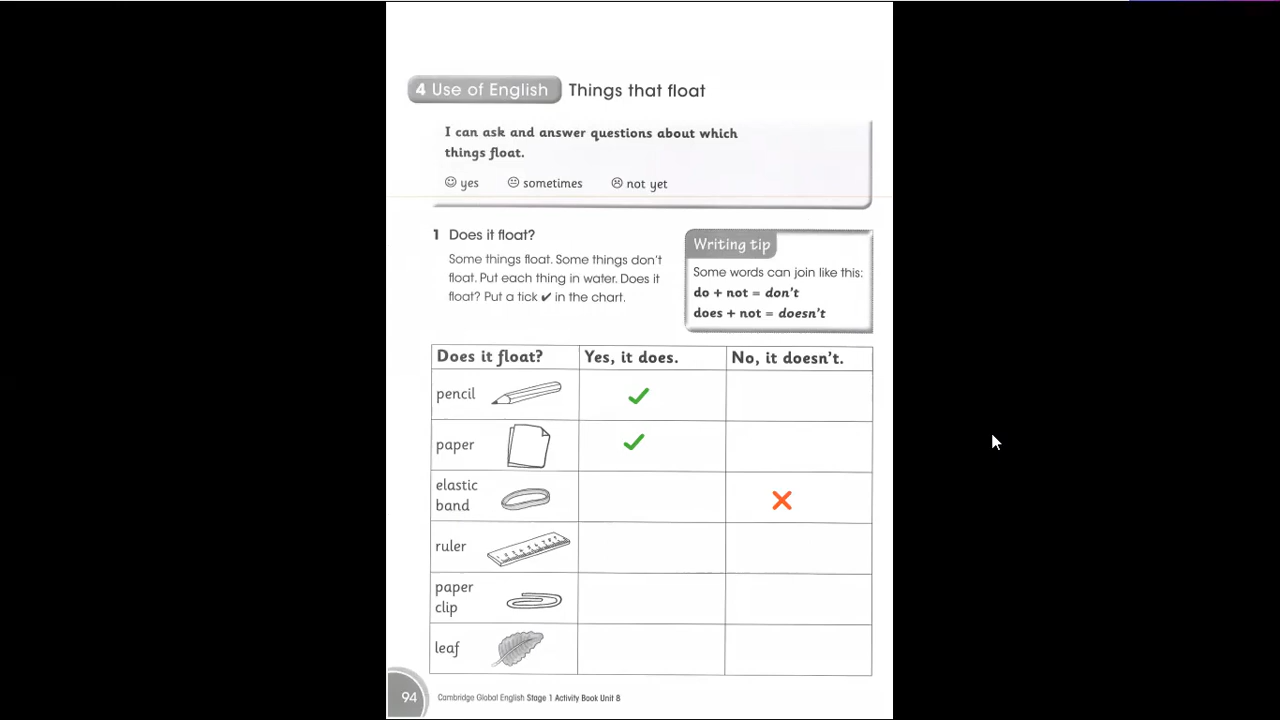 4 Use of English Things that float
I can ask and answer questions about which
things float.
yes sometimes not yet
1 Does it float?
Some things float. Some things don't
float. Put each thing in water. Does it
float? Put a tick ✔ in the chart.
Writing tip
Some words can join like this:
do + not = don't
does + not = doesn't
Does it float? Yes, it does. No, it doesn't.
pencil
paper
elastic
band
ruler
paper
clip
leaf
94 Cambridge Global English Stage 1 Activity Book Unit 8